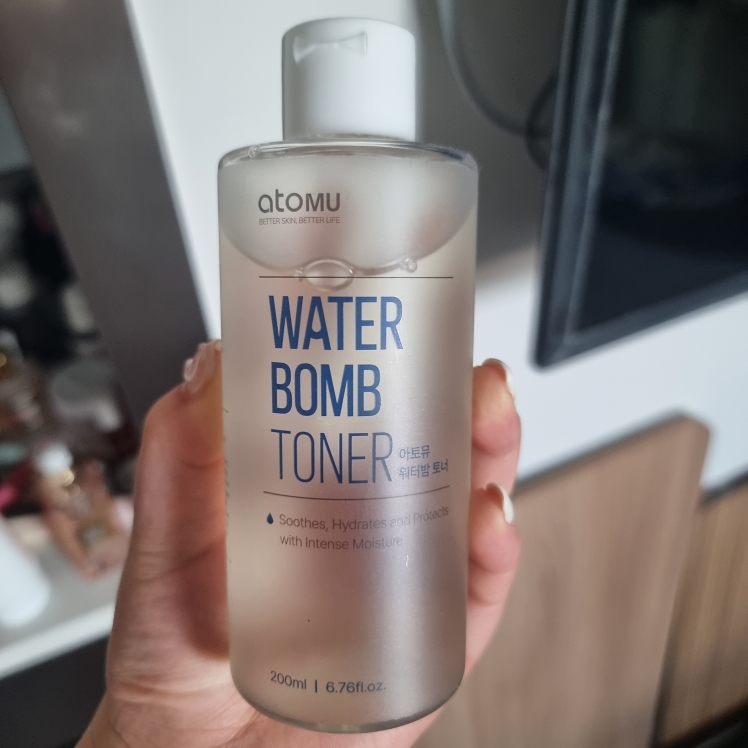 atoMU
BETTER SKIN, BETTER LIFE
WATER
BOMB
TONER
아토뮤
워터밤 토너
Soothes, Hydrates and Protects
with Intense Moisture
200ml | 6.76fl.oz.